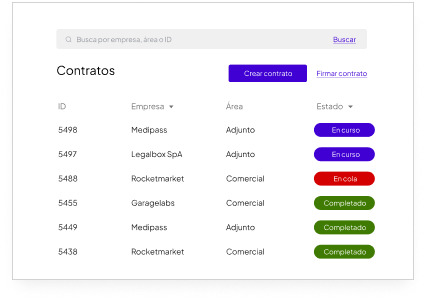 Busca por empresa, área o ID Buscar
Contratos Crear contrato Firmar contrato
ID Empresa Área Estado
5498 Medipass Adjunto En curso
5497 Legalbox SpA Adjunto En curso
5488 Rocketmarket Comercial En cola
5455 Garagelabs Comercial Completado
5449 Medipass Adjunto Completado
5438 Rocketmarket Comercial Completado